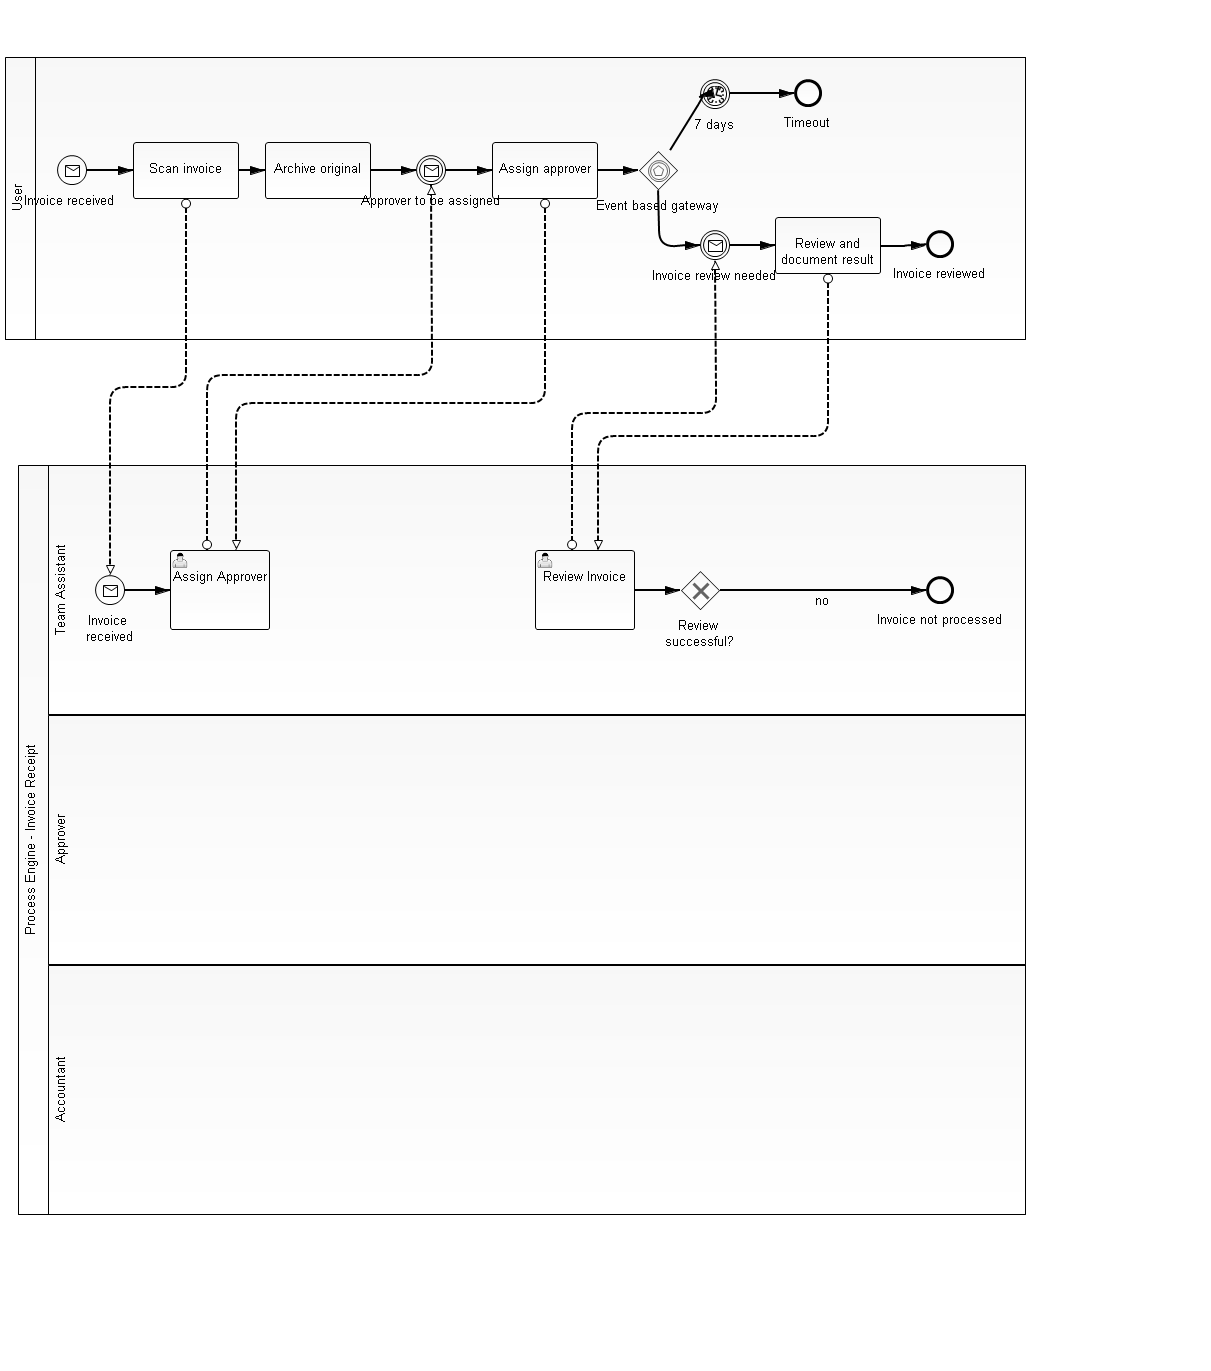 User
7 days
Timeout
Scan invoice
Archive original
Assign approver
Invoice received
Approver to be assigned
Event based gateway
Review and
document result
Invoice review needed
Invoice reviewed
Process Engine - Invoice Receipt
Team Assistant
Assign Approver
Review Invoice
no
Invoice
received
Review
successful?
Invoice not processed
Approver
Accountant